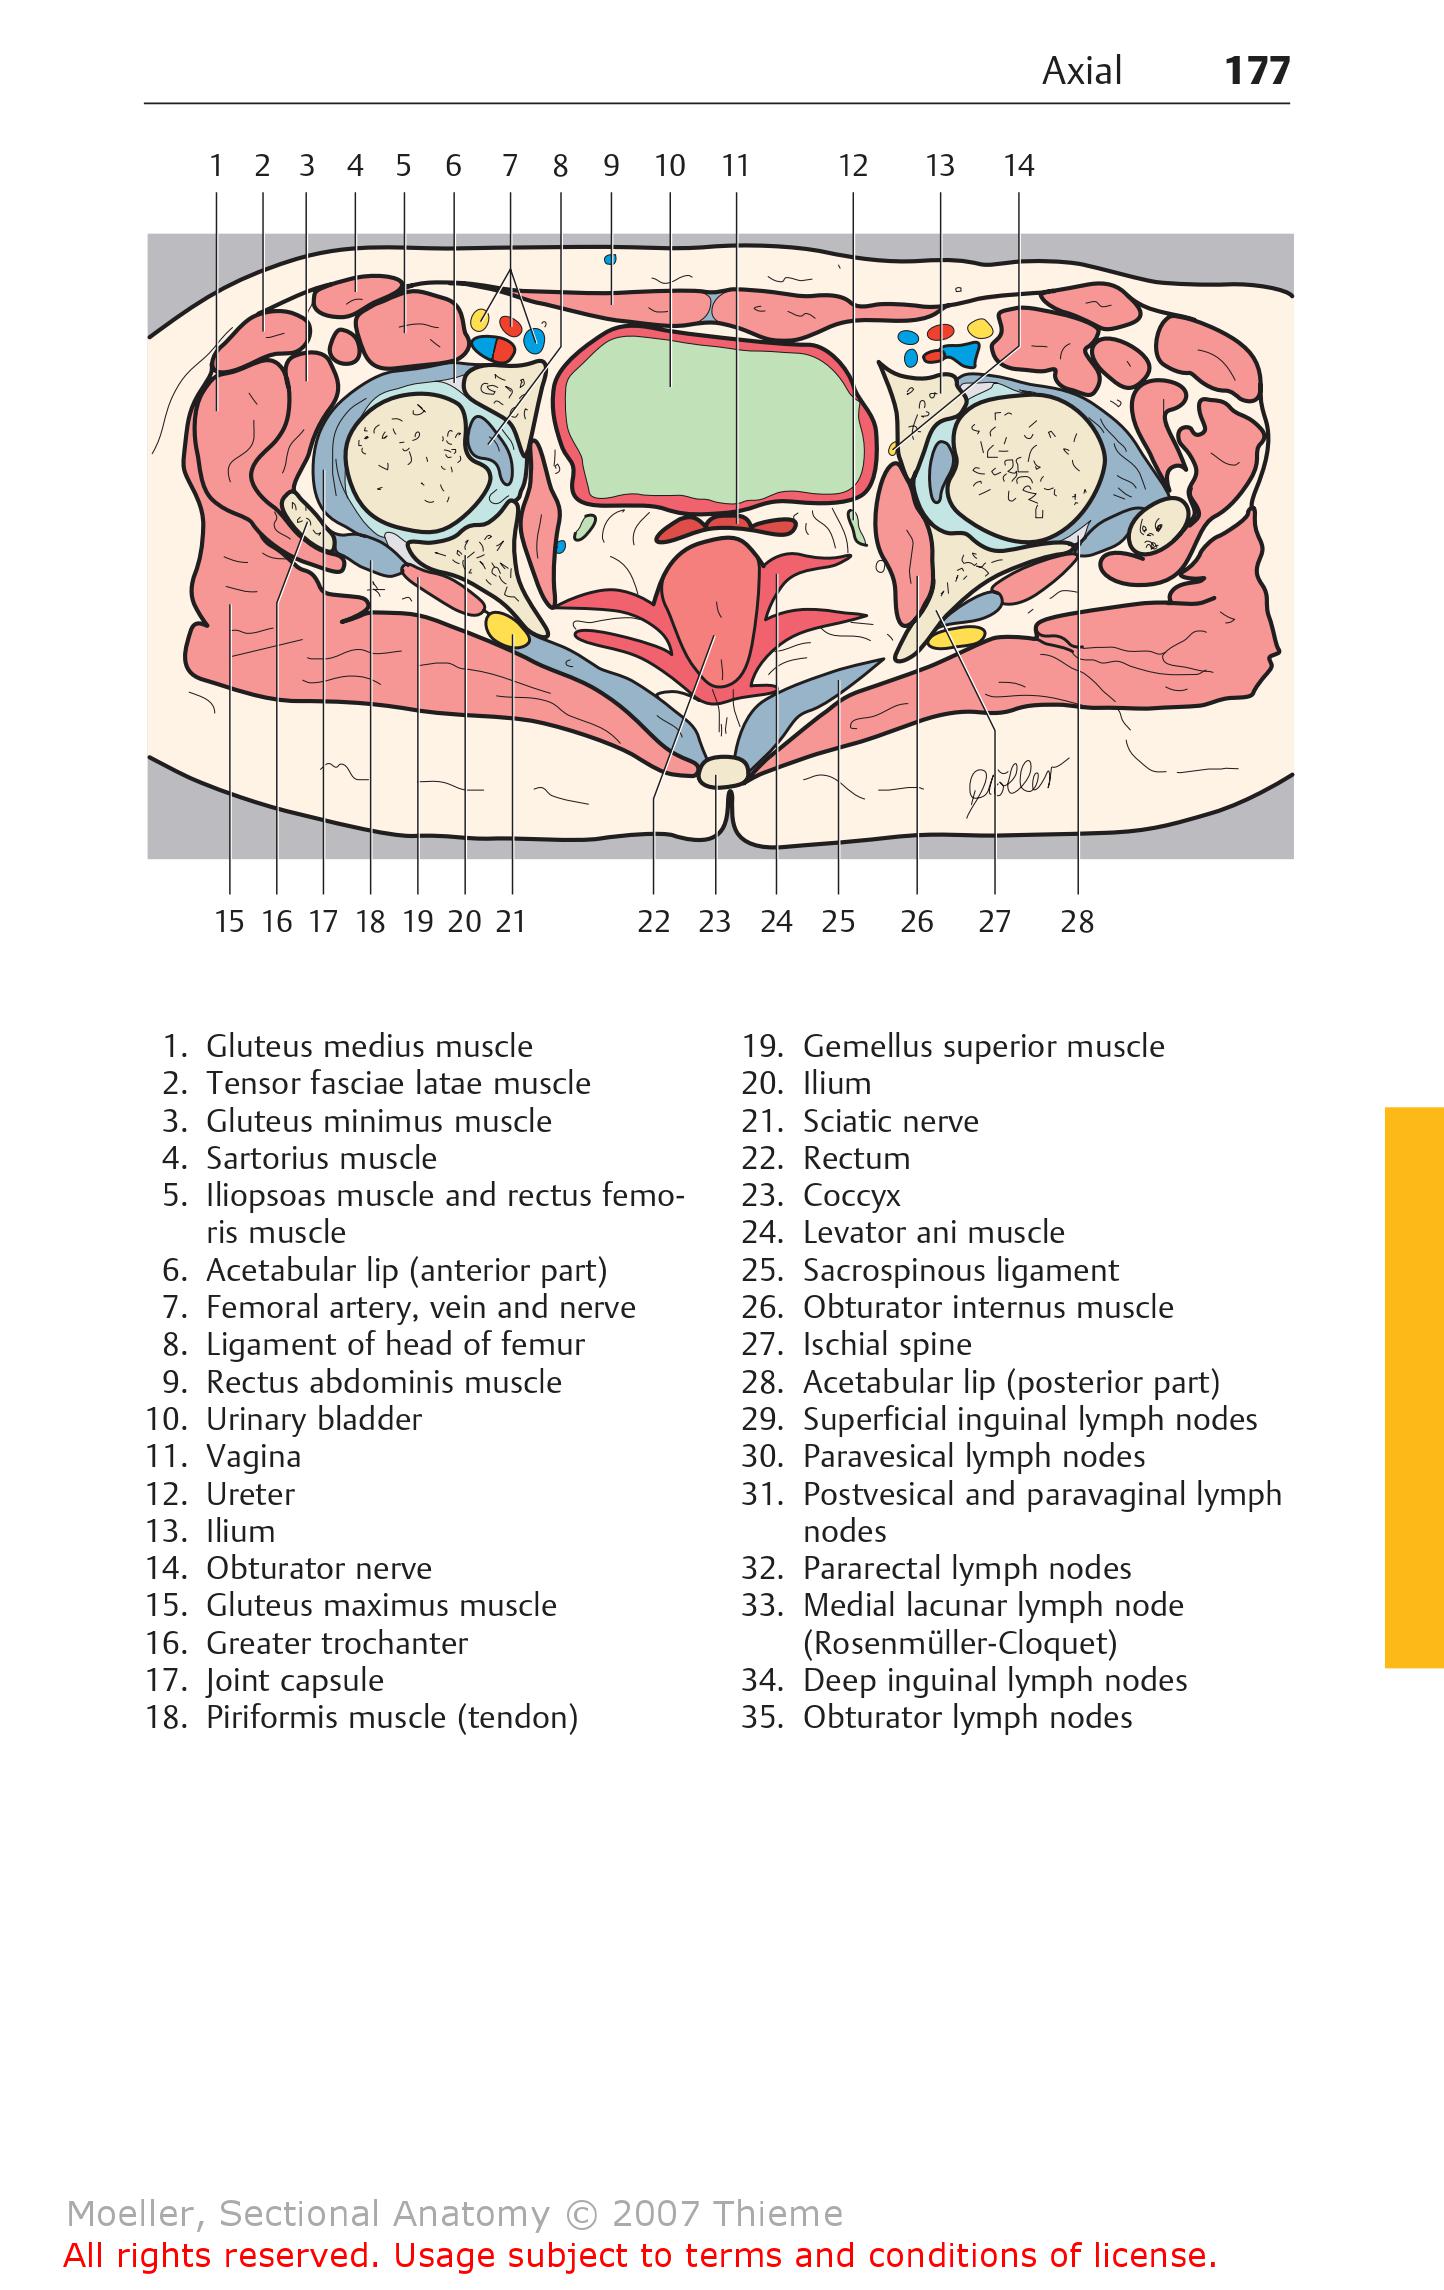 Axial 177
1 2 3 4 5 6 7 8 9 10 11 12 13 14
Möller
15 16 17 18 19 20 21 22 23 24 25 26 27 28
1. Gluteus medius muscle
2. Tensor fasciae latae muscle
3. Gluteus minimus muscle
4. Sartorius muscle
5. Iliopsoas muscle and rectus femo-
ris muscle
6. Acetabular lip (anterior part)
7. Femoral artery, vein and nerve
8. Ligament of head of femur
9. Rectus abdominis muscle
10. Urinary bladder
11. Vagina
12. Ureter
13. Ilium
14. Obturator nerve
15. Gluteus maximus muscle
16. Greater trochanter
17. Joint capsule
18. Piriformis muscle (tendon)
19. Gemellus superior muscle
20. Ilium
21. Sciatic nerve
22. Rectum
23. Coccyx
24. Levator ani muscle
25. Sacrospinous ligament
26. Obturator internus muscle
27. Ischial spine
28. Acetabular lip (posterior part)
29. Superficial inguinal lymph nodes
30. Paravesical lymph nodes
31. Postvesical and paravaginal lymph
nodes
32. Pararectal lymph nodes
33. Medial lacunar lymph node
(Rosenmüller-Cloquet)
34. Deep inguinal lymph nodes
35. Obturator lymph nodes
Moeller, Sectional Anatomy © 2007 Thieme
All rights reserved. Usage subject to terms and conditions of license.